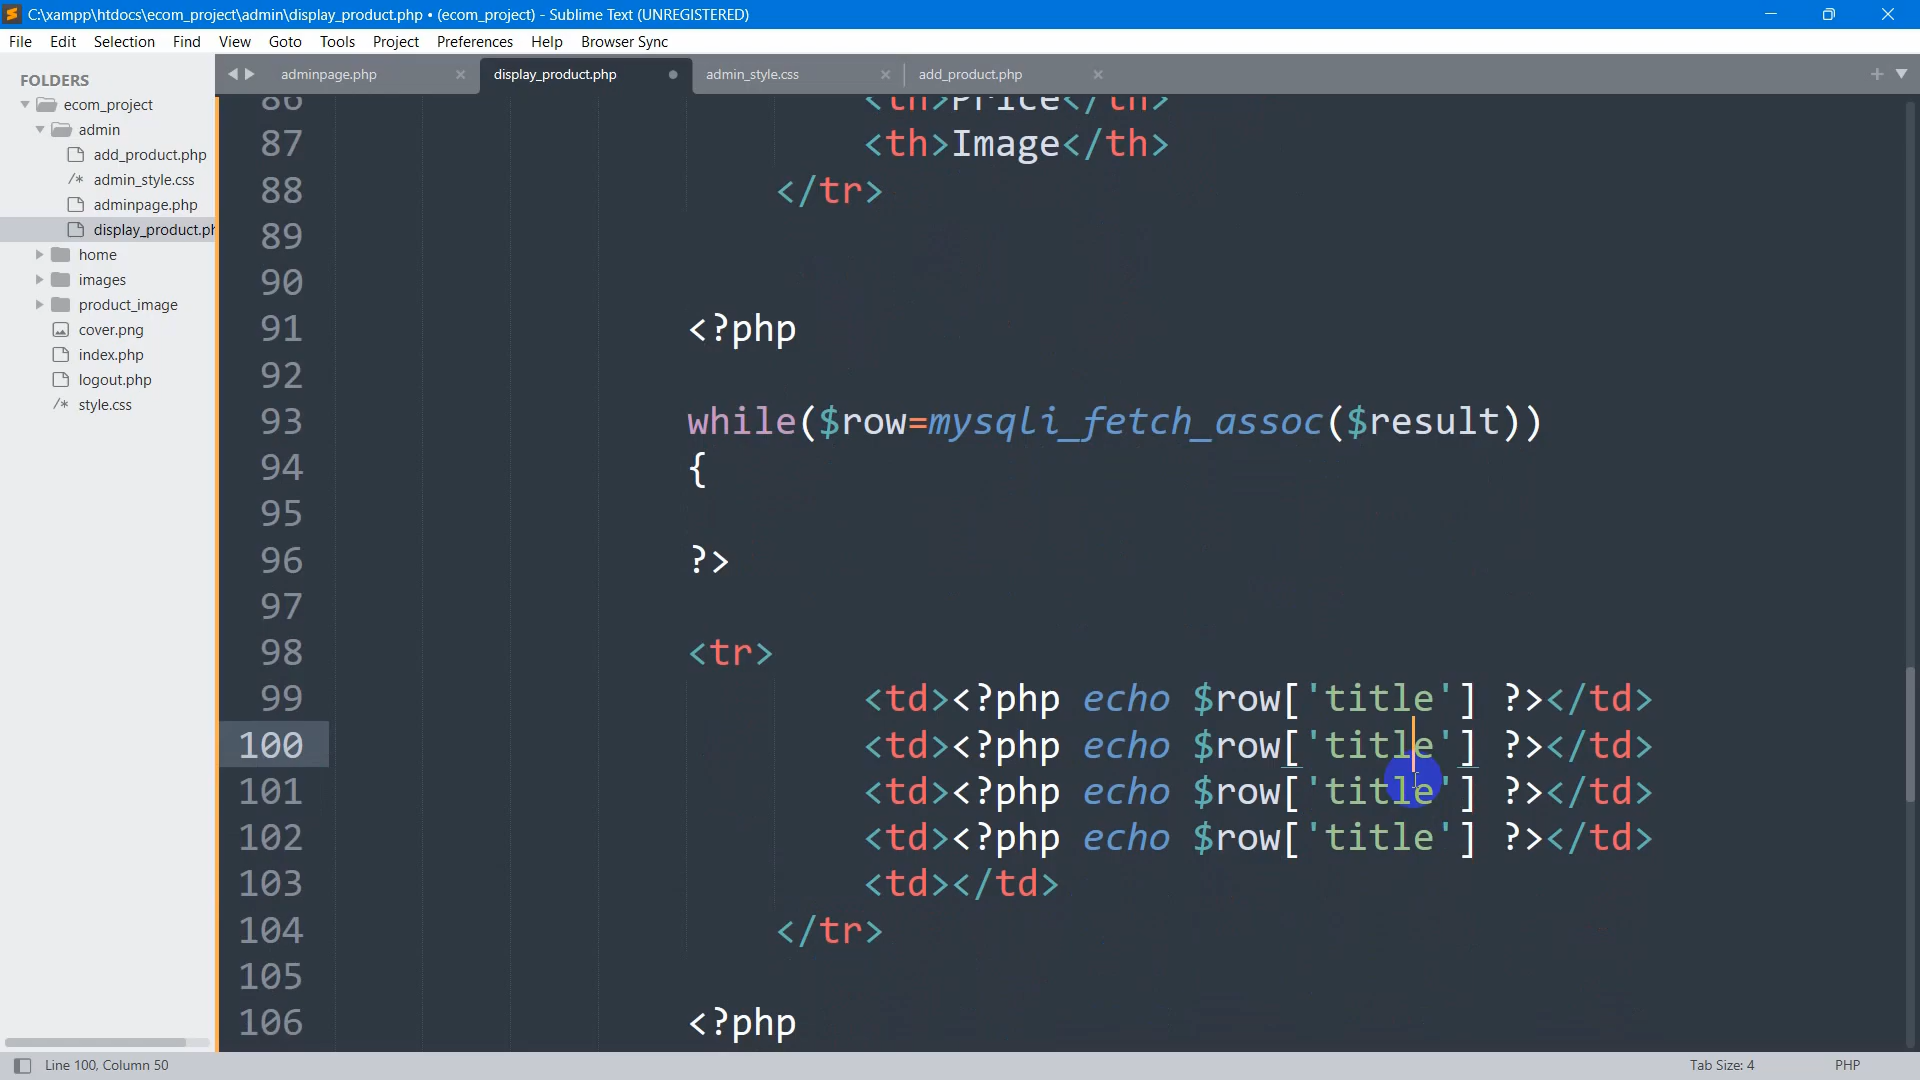 C:\xampp\htdocs\ecom_project\admin\display_product.php • (ecom_project) - Sublime Text (UNREGISTERED)
File Edit Selection Find View Goto Tools Project Preferences Help Browser Sync
FOLDERS
ecom_project
admin
add_product.php
/* admin_style.css
adminpage.php
display_product.ph
home
images
product_image
cover.png
index.php
logout.php
/* style.css
adminpage.php display_product.php admin_style.css add_product.php
86 <th>Price</th>
87 <th>Image</th>
88 </tr>
89
90
91 <?php
92
93 while($row=mysqli_fetch_assoc($result))
94 {
95
96 ?>
97
98 <tr>
99 <td><?php echo $row['title'] ?></td>
100 <td><?php echo $row['title'] ?></td>
101 <td><?php echo $row['title'] ?></td>
102 <td><?php echo $row['title'] ?></td>
103 <td></td>
104 </tr>
105
106 <?php
Line 100, Column 50 Tab Size: 4 PHP